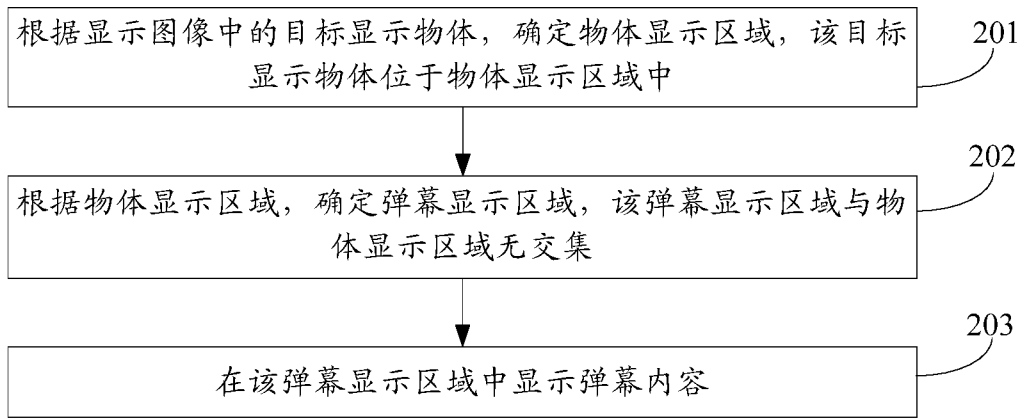 根据显示图像中的目标显示物体，确定物体显示区域，该目标
显示物体位于物体显示区域中
201
根据物体显示区域，确定弹幕显示区域，该弹幕显示区域与物
体显示区域无交集
202
在该弹幕显示区域中显示弹幕内容
203